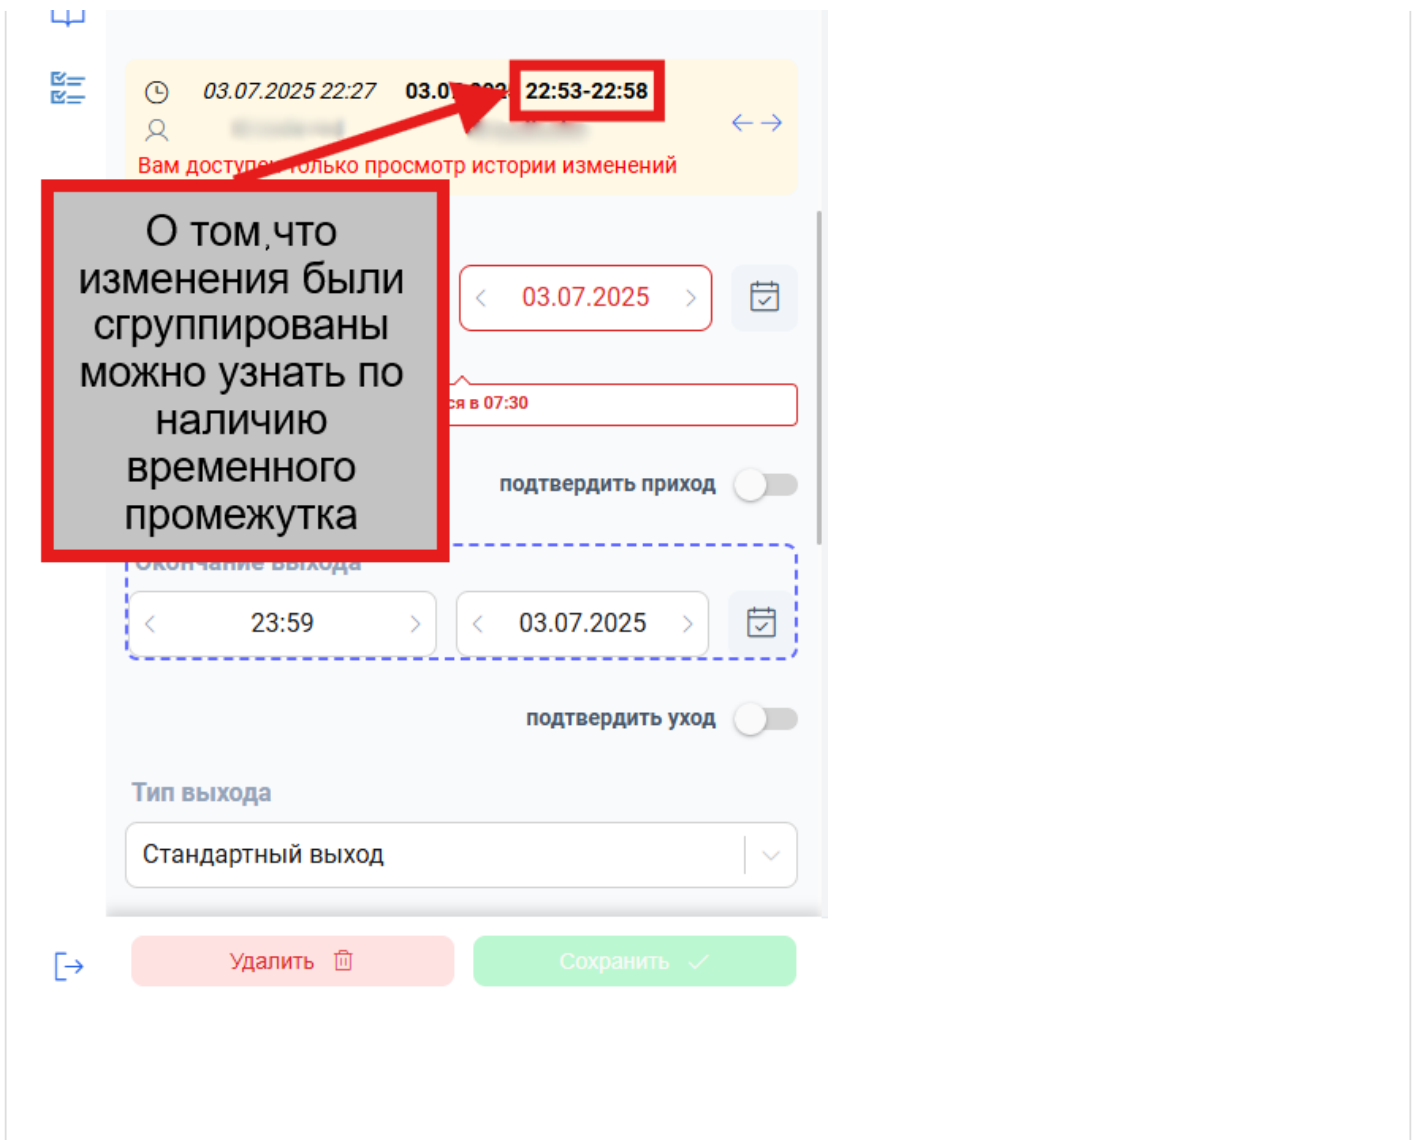 03.07.2025 22:27 22:53-22:58
Вам только просмотр истории изменений
О том,что
изменения были
сгруппированы
можно узнать по
наличию
временного
промежутка
03.07.2025
в 07:30
подтвердить приход
Окончание выхода
23:59 03.07.2025
подтвердить уход
Тип выхода
Стандартный выход
Удалить Сохранить